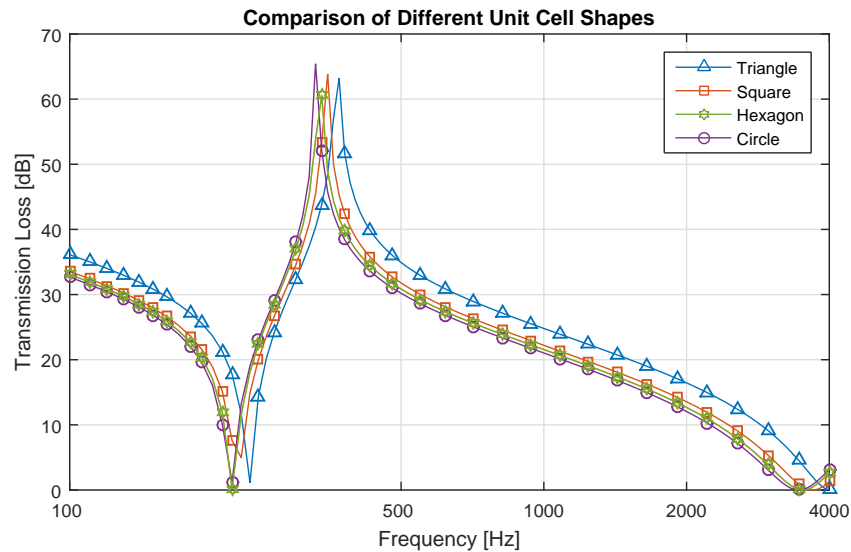 Comparison of Different Unit Cell Shapes
70
60
50
40
30
20
10
0
Transmission Loss [dB]
Triangle
Square
Hexagon
Circle
100
500
1000
2000
4000
Frequency [Hz]